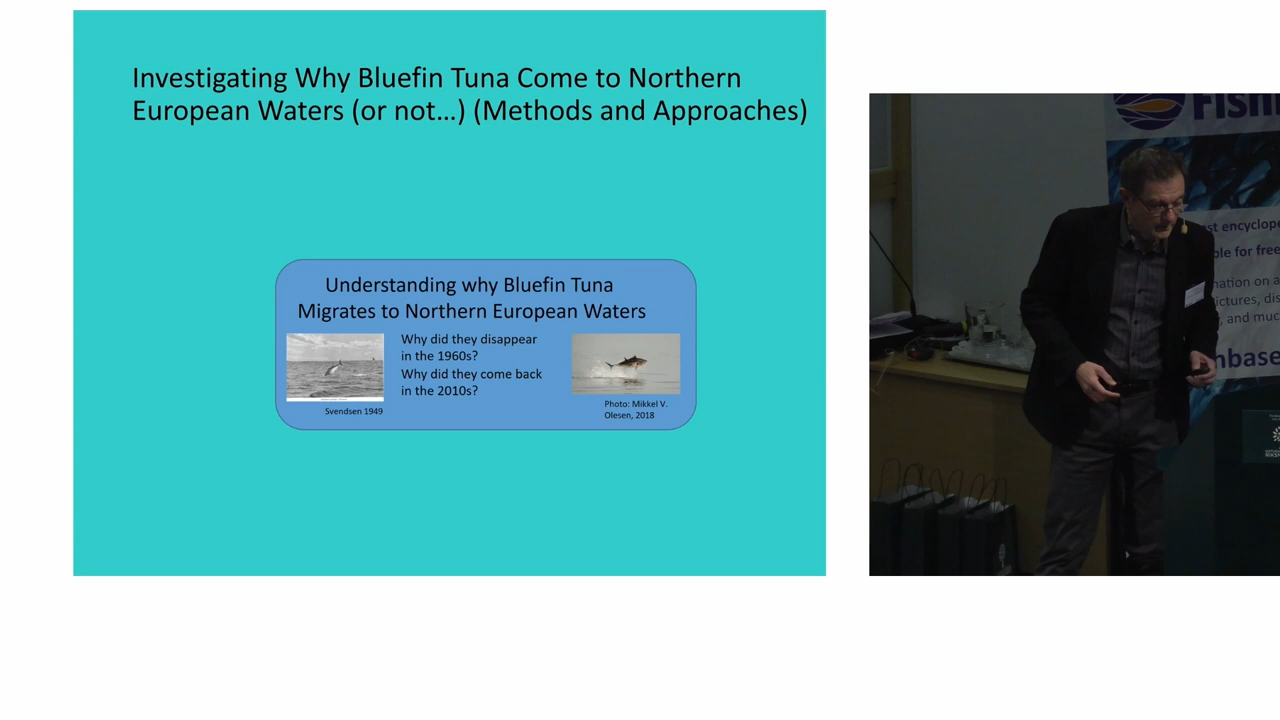 Investigating Why Bluefin Tuna Come to Northern
European Waters (or not…) (Methods and Approaches)
Understanding why Bluefin Tuna
Migrates to Northern European Waters
Why did they disappear
in the 1960s?
Why did they come back
in the 2010s?
Svendsen 1949
Photo: Mikkel V.
Olesen, 2018